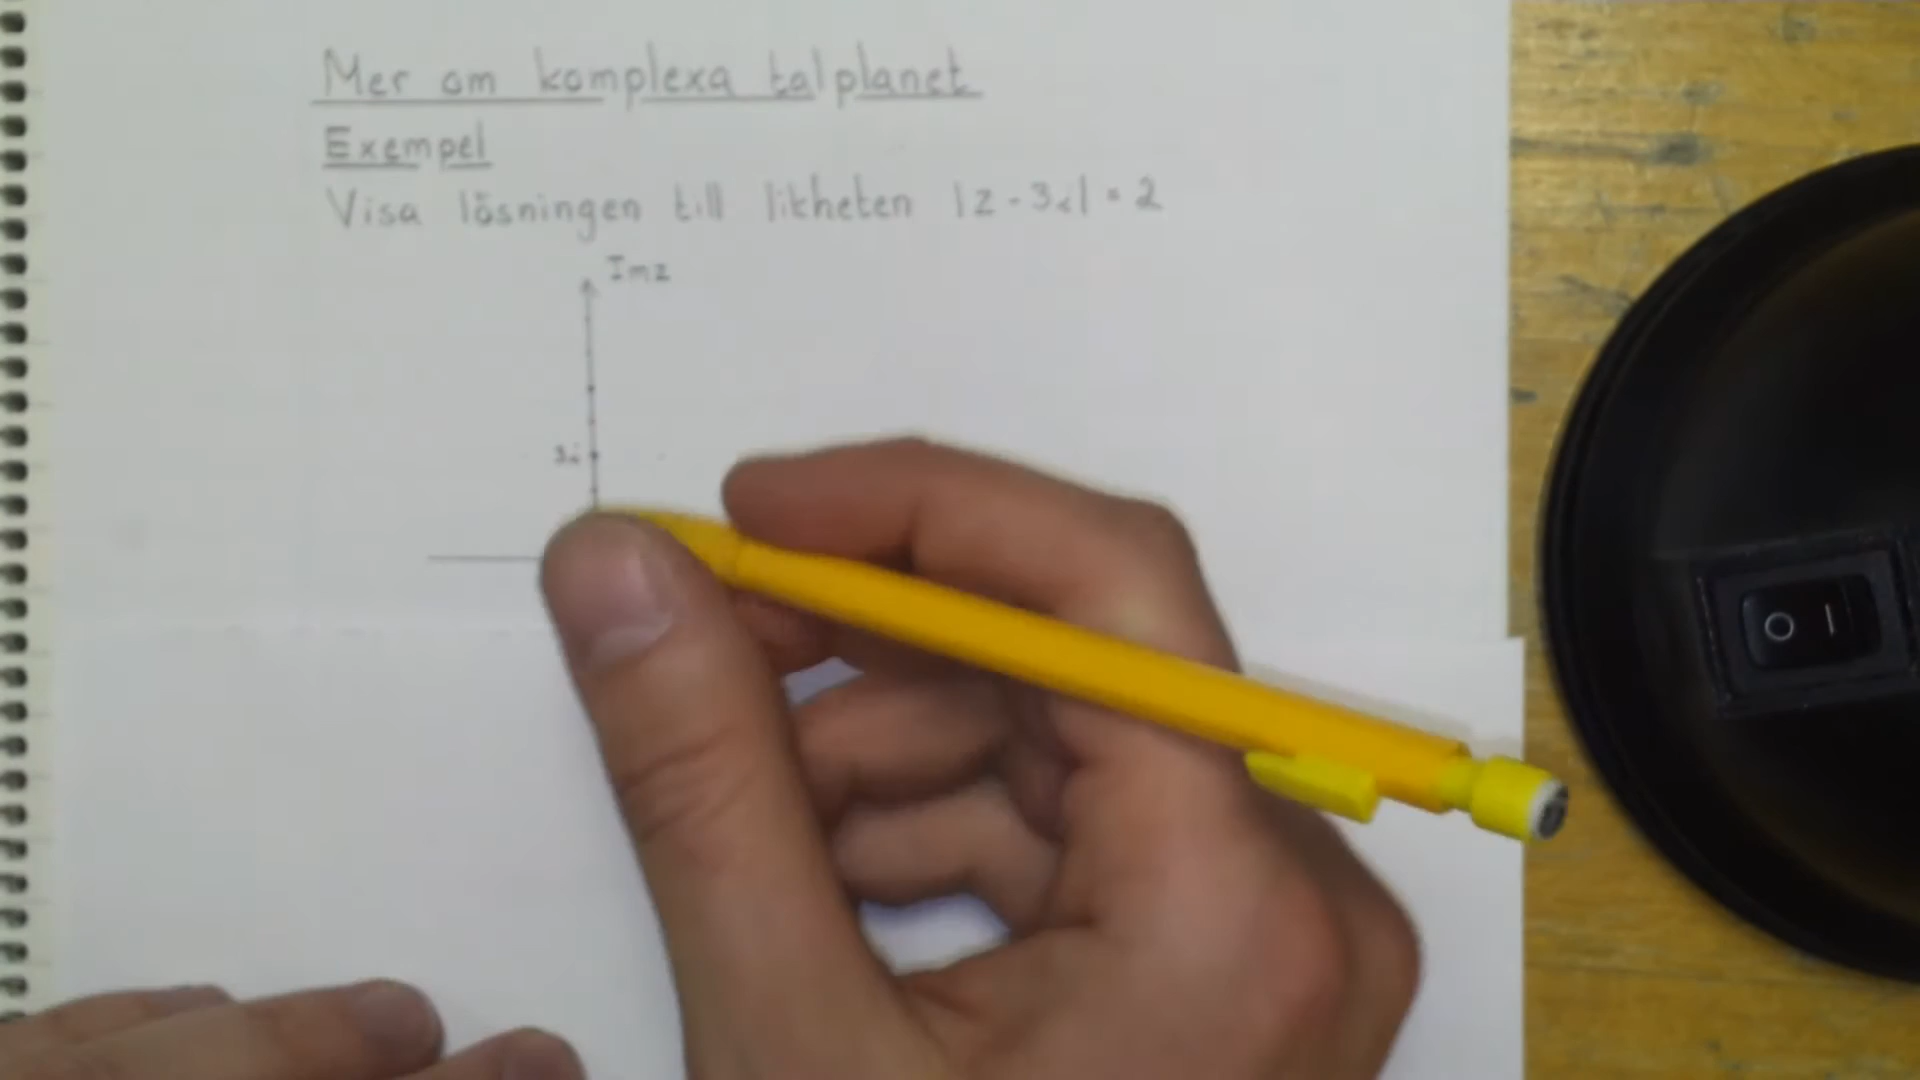 Mer om komplexa talplanet
Exempel
Visa lösningen till likheten |z - 3i| = 2
Im z
3i
O I